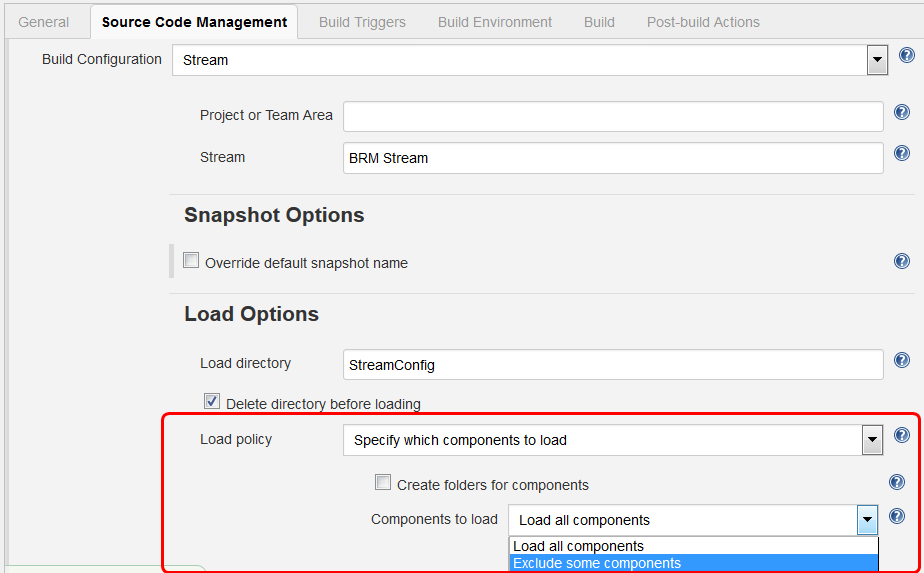 General Source Code Management Build Triggers Build Environment Build Post-build Actions
Build Configuration Stream
Project or Team Area
Stream BRM Stream
Snapshot Options
Override default snapshot name
Load Options
Load directory StreamConfig
Delete directory before loading
Load policy Specify which components to load
Create folders for components
Components to load Load all components
Load all components
Exclude some components